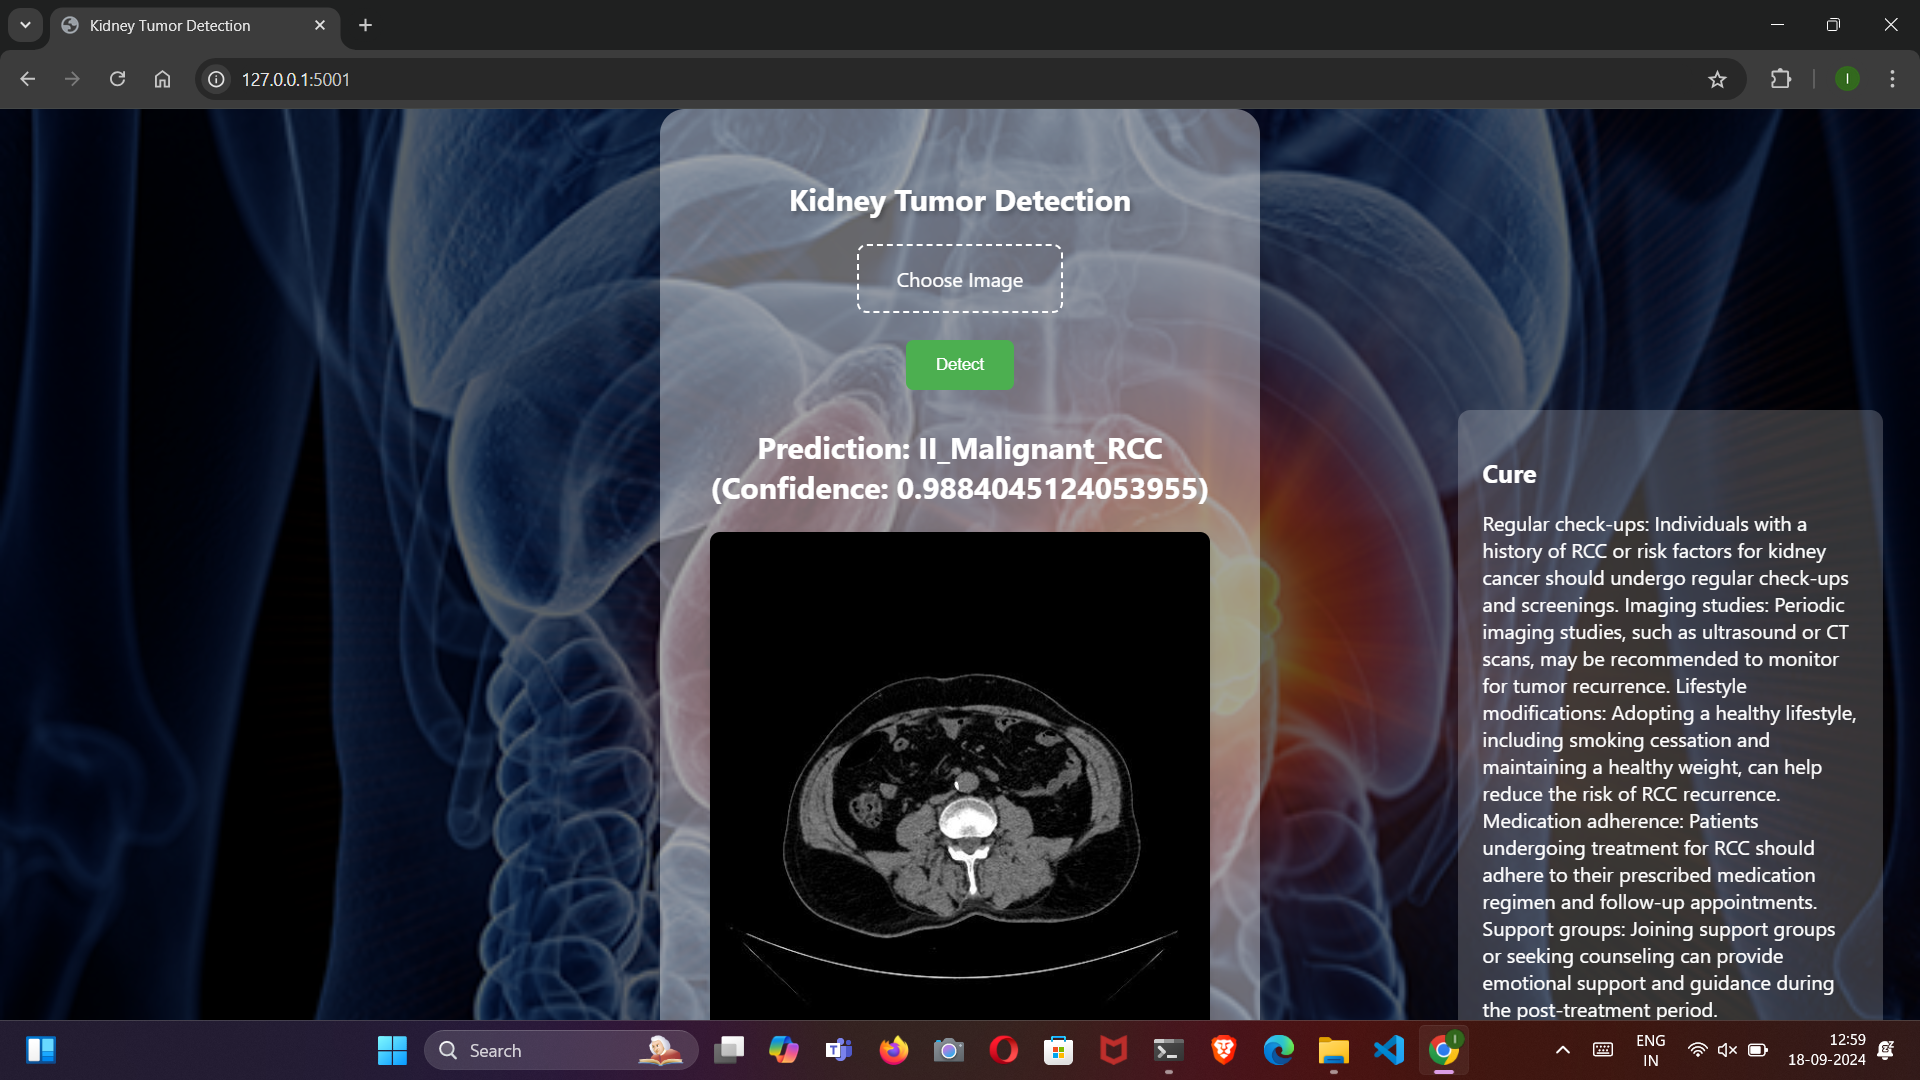 Kidney Tumor Detection
127.0.0.1:5001
I
Kidney Tumor Detection
Choose Image
Detect
Prediction: II_Malignant_RCC
(Confidence: 0.9884045124053955)
Cure
Regular check-ups: Individuals with a
history of RCC or risk factors for kidney
cancer should undergo regular check-ups
and screenings. Imaging studies: Periodic
imaging studies, such as ultrasound or CT
scans, may be recommended to monitor
for tumor recurrence. Lifestyle
modifications: Adopting a healthy lifestyle,
including smoking cessation and
maintaining a healthy weight, can help
reduce the risk of RCC recurrence.
Medication adherence: Patients
undergoing treatment for RCC should
adhere to their prescribed medication
regimen and follow-up appointments.
Support groups: Joining support groups
or seeking counseling can provide
emotional support and guidance during
the post-treatment period.
Search
ENG
IN
12:59
18-09-2024